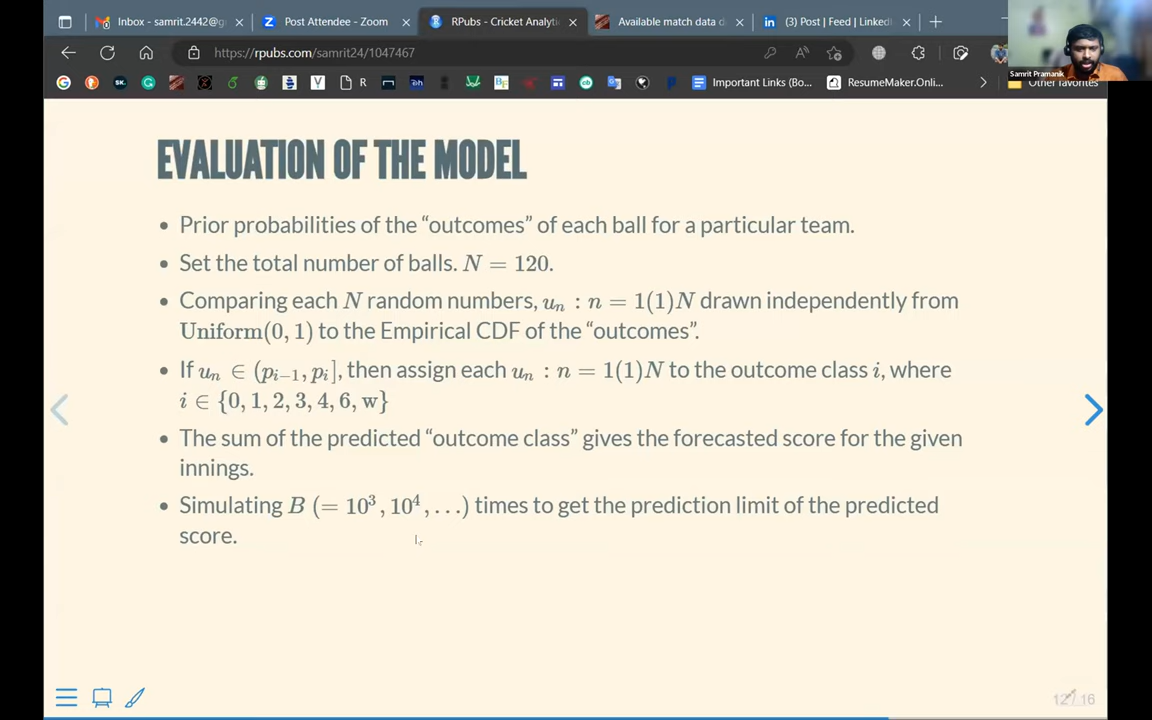 Inbox - samrit.2442@g
Post Attendee - Zoom
RPubs - Cricket Analyti
Available match data d
(3) Post | Feed | LinkedI
https://rpubs.com/samrit24/1047467
Samrit Pramanik
R
Important Links (Bo...
ResumeMaker.Onli...
Other favorites
EVALUATION OF THE MODEL
• Prior probabilities of the “outcomes” of each ball for a particular team.
• Set the total number of balls. N = 120.
• Comparing each N random numbers, uₙ : n = 1(1)N drawn independently from
Uniform(0, 1) to the Empirical CDF of the “outcomes”.
• If uₙ ∈ (pᵢ₋₁, pᵢ], then assign each uₙ : n = 1(1)N to the outcome class i, where
i ∈ {0, 1, 2, 3, 4, 6, w}
• The sum of the predicted “outcome class” gives the forecasted score for the given
innings.
• Simulating B (= 10³, 10⁴, . . .) times to get the prediction limit of the predicted
score.
12 / 16